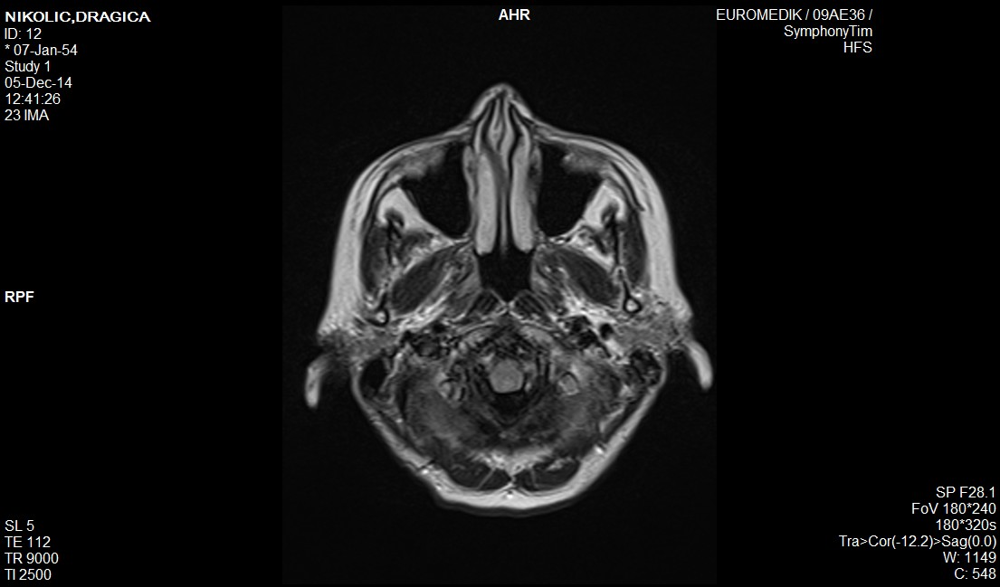 NIKOLIC,DRAGICA
ID: 12
* 07-Jan-54
Study 1
05-Dec-14
12:41:26
23 IMA
AHR
EUROMEDIK / 09AE36 /
SymphonyTim
HFS
RPF
SL 5
TE 112
TR 9000
TI 2500
SP F28.1
FoV 180*240
180*320s
Tra>Cor(-12.2)>Sag(0.0)
W: 1149
C: 548